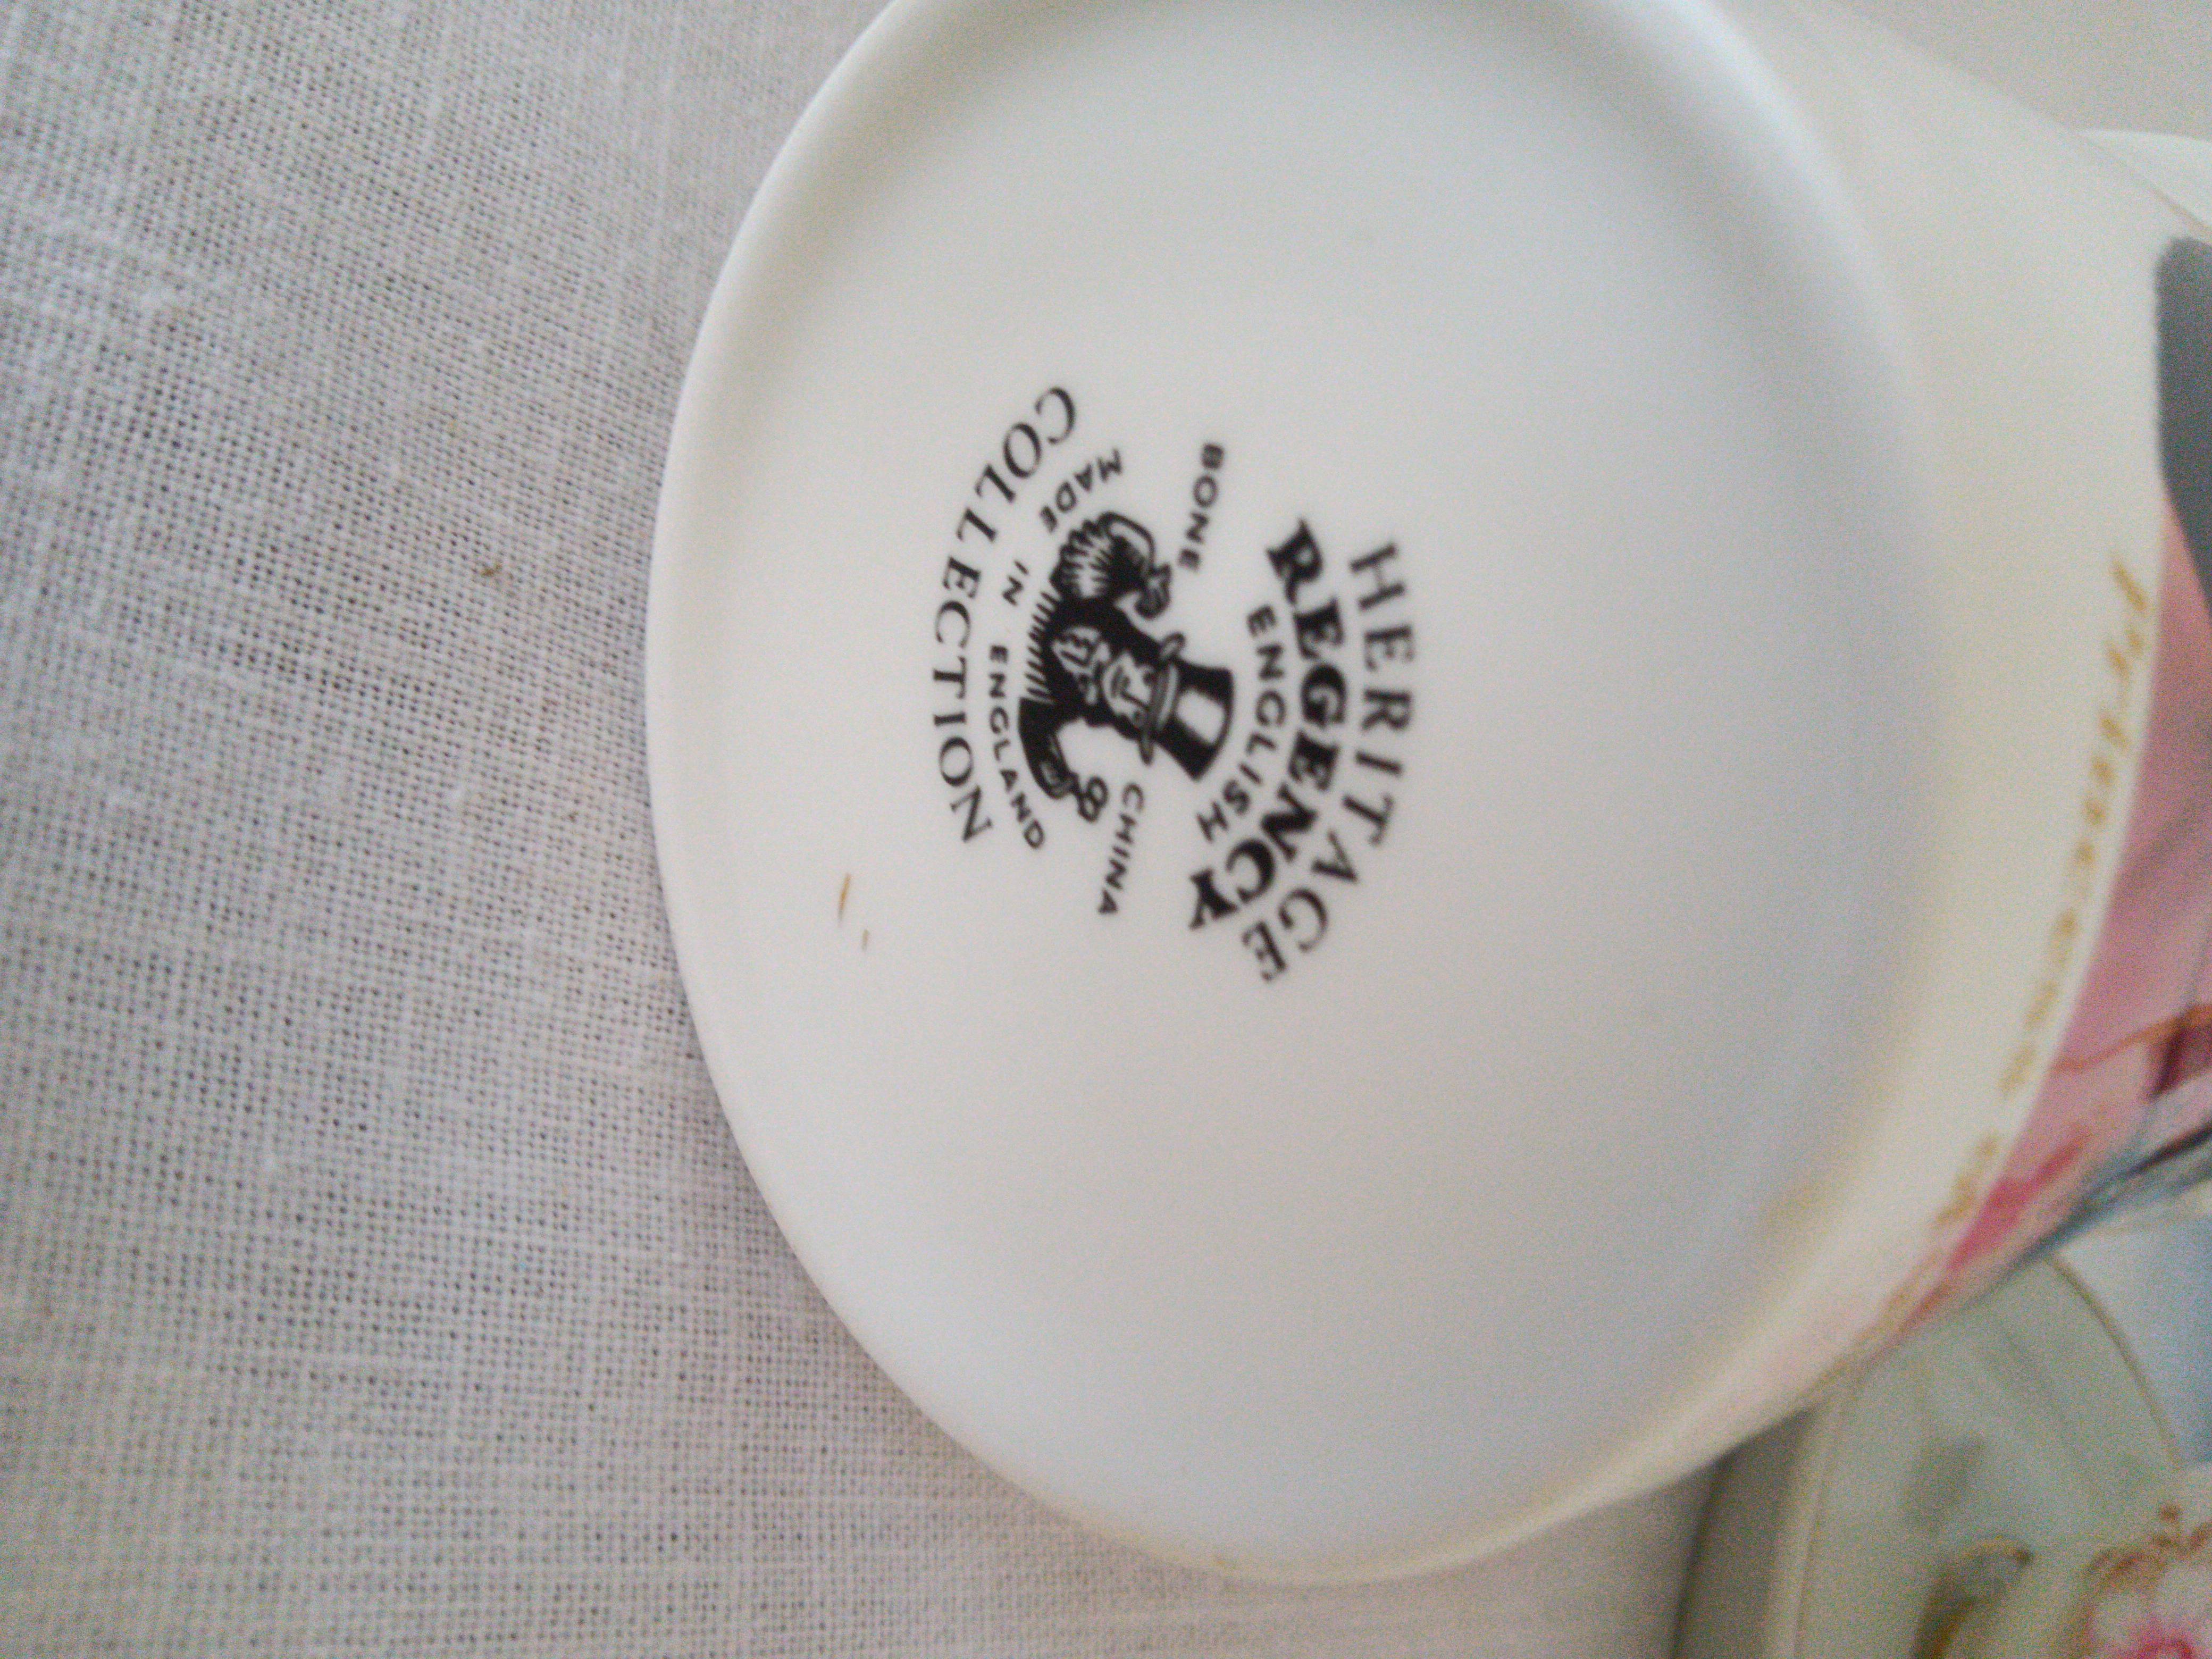 HERITAGE
REGENCY
ENGLISH
BONE CHINA
MADE IN ENGLAND
COLLECTION